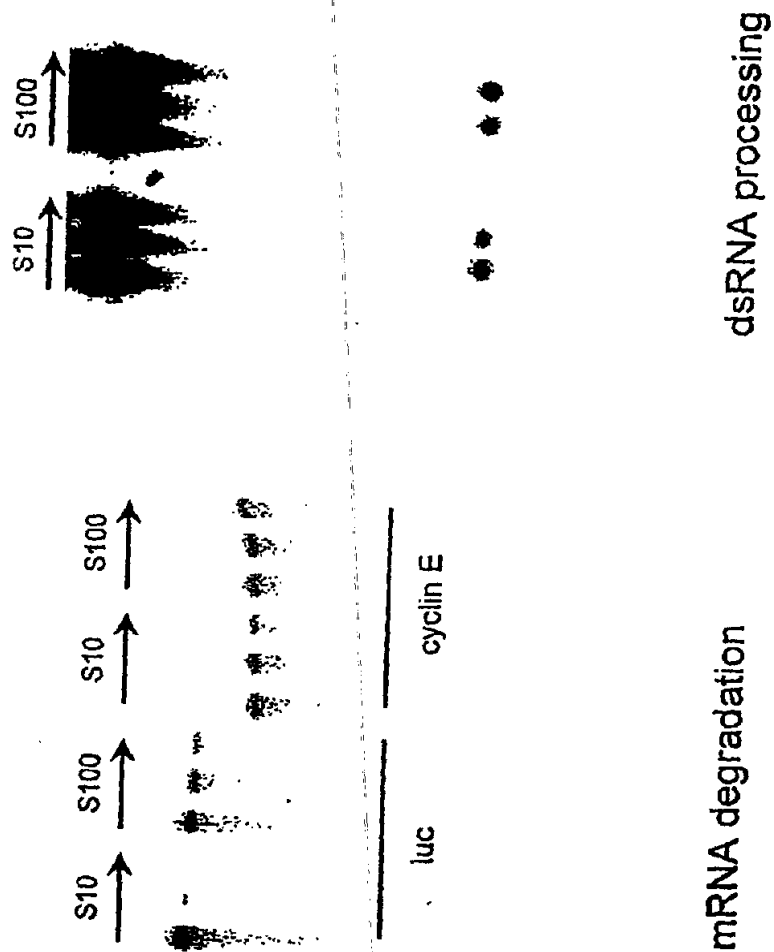 S10
S100
S10
S100
luc
cyclin E
mRNA degradation
S10
S100
dsRNA processing